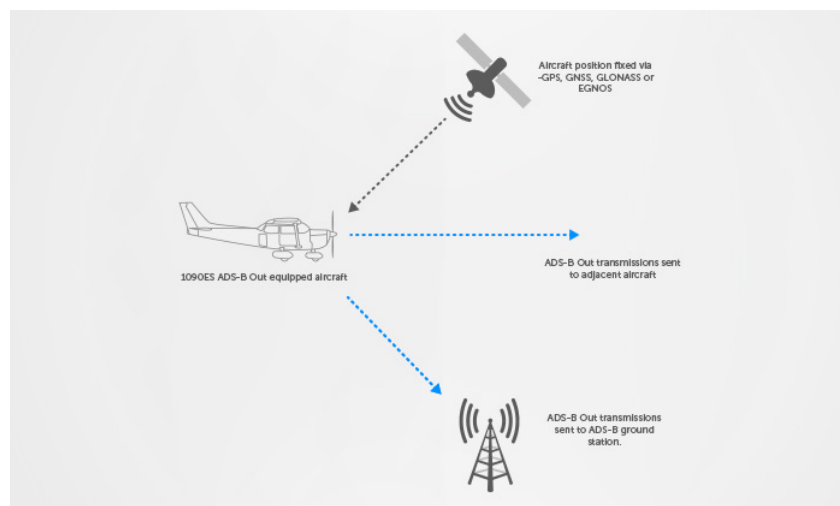 Aircraft position fixed via
-GPS, GNSS, GLONASS or
EGNOS
1090ES ADS-B Out equipped aircraft
ADS-B Out transmissions sent
to adjacent aircraft
ADS-B Out transmissions
sent to ADS-B ground
station.